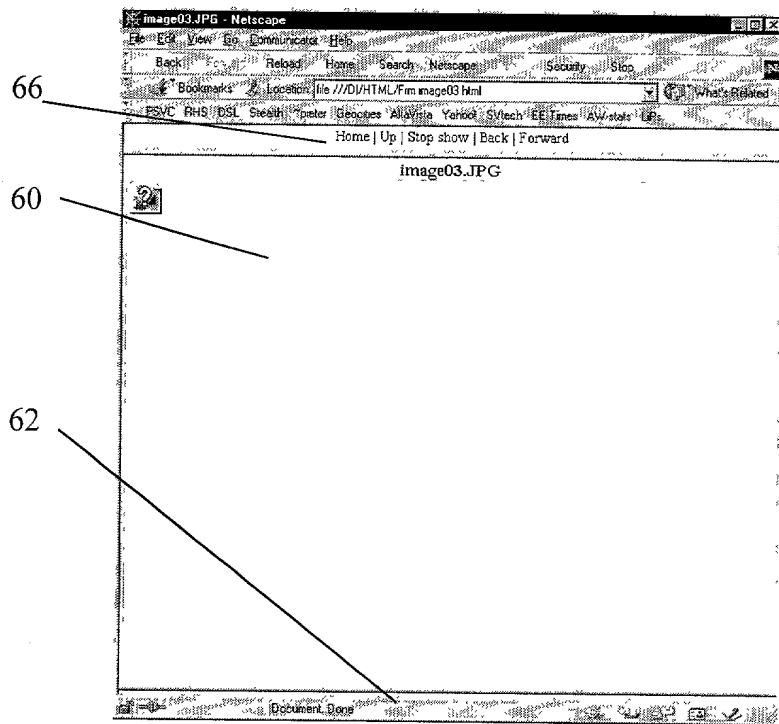 image03.JPG - Netscape
File Edit View Go Communicator Help
Back Reload Home Search Netscape Security Stop
66
Bookmarks Location file ///D|/HTML/Frm image03 html What's Related
PSVC RHS DSL Stealth Geocities AltaVista Yahoo! SVtech EE Times AW-stats
Home | Up | Stop show | Back | Forward
image03.JPG
60
62
Document Done